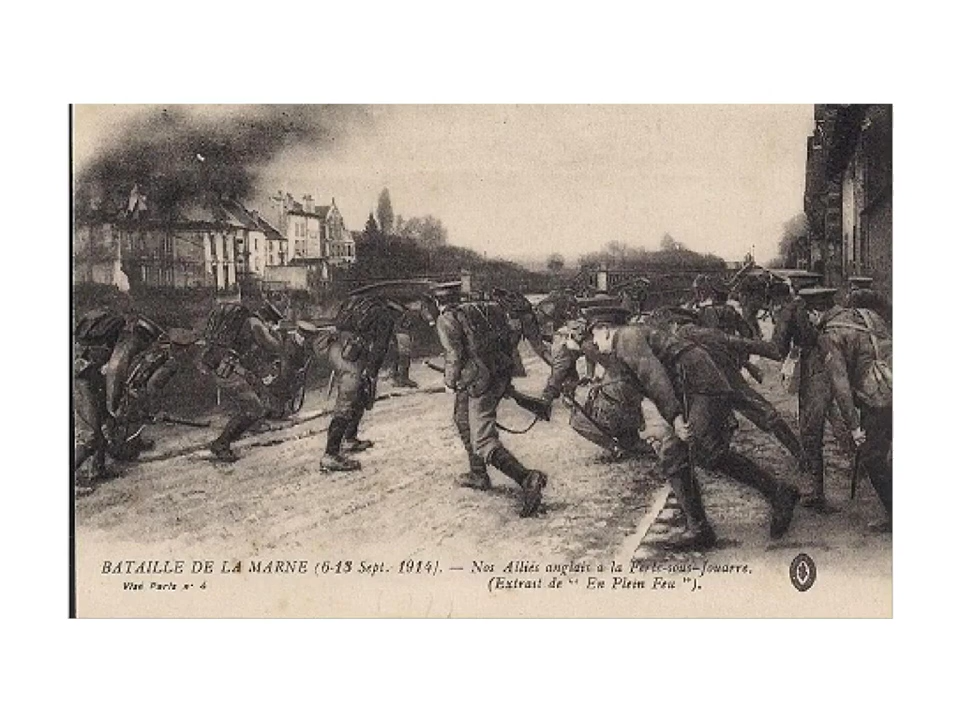 BATAILLE DE LA MARNE (6-13 Sept. 1914). — Nos Alliés anglais a la Ferté-sous-Jouarre.
Visé Paris n° 4 (Extrait de “ En Plein Feu ”).